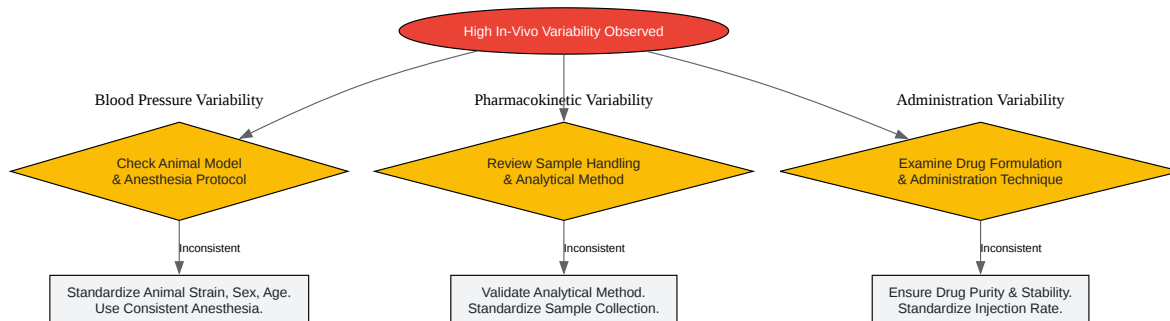 High In-Vivo Variability Observed
Blood Pressure Variability
Pharmacokinetic Variability
Administration Variability
Check Animal Model
& Anesthesia Protocol
Review Sample Handling
& Analytical Method
Examine Drug Formulation
& Administration Technique
Inconsistent
Inconsistent
Inconsistent
Standardize Animal Strain, Sex, Age.
Use Consistent Anesthesia.
Validate Analytical Method.
Standardize Sample Collection.
Ensure Drug Purity & Stability.
Standardize Injection Rate.